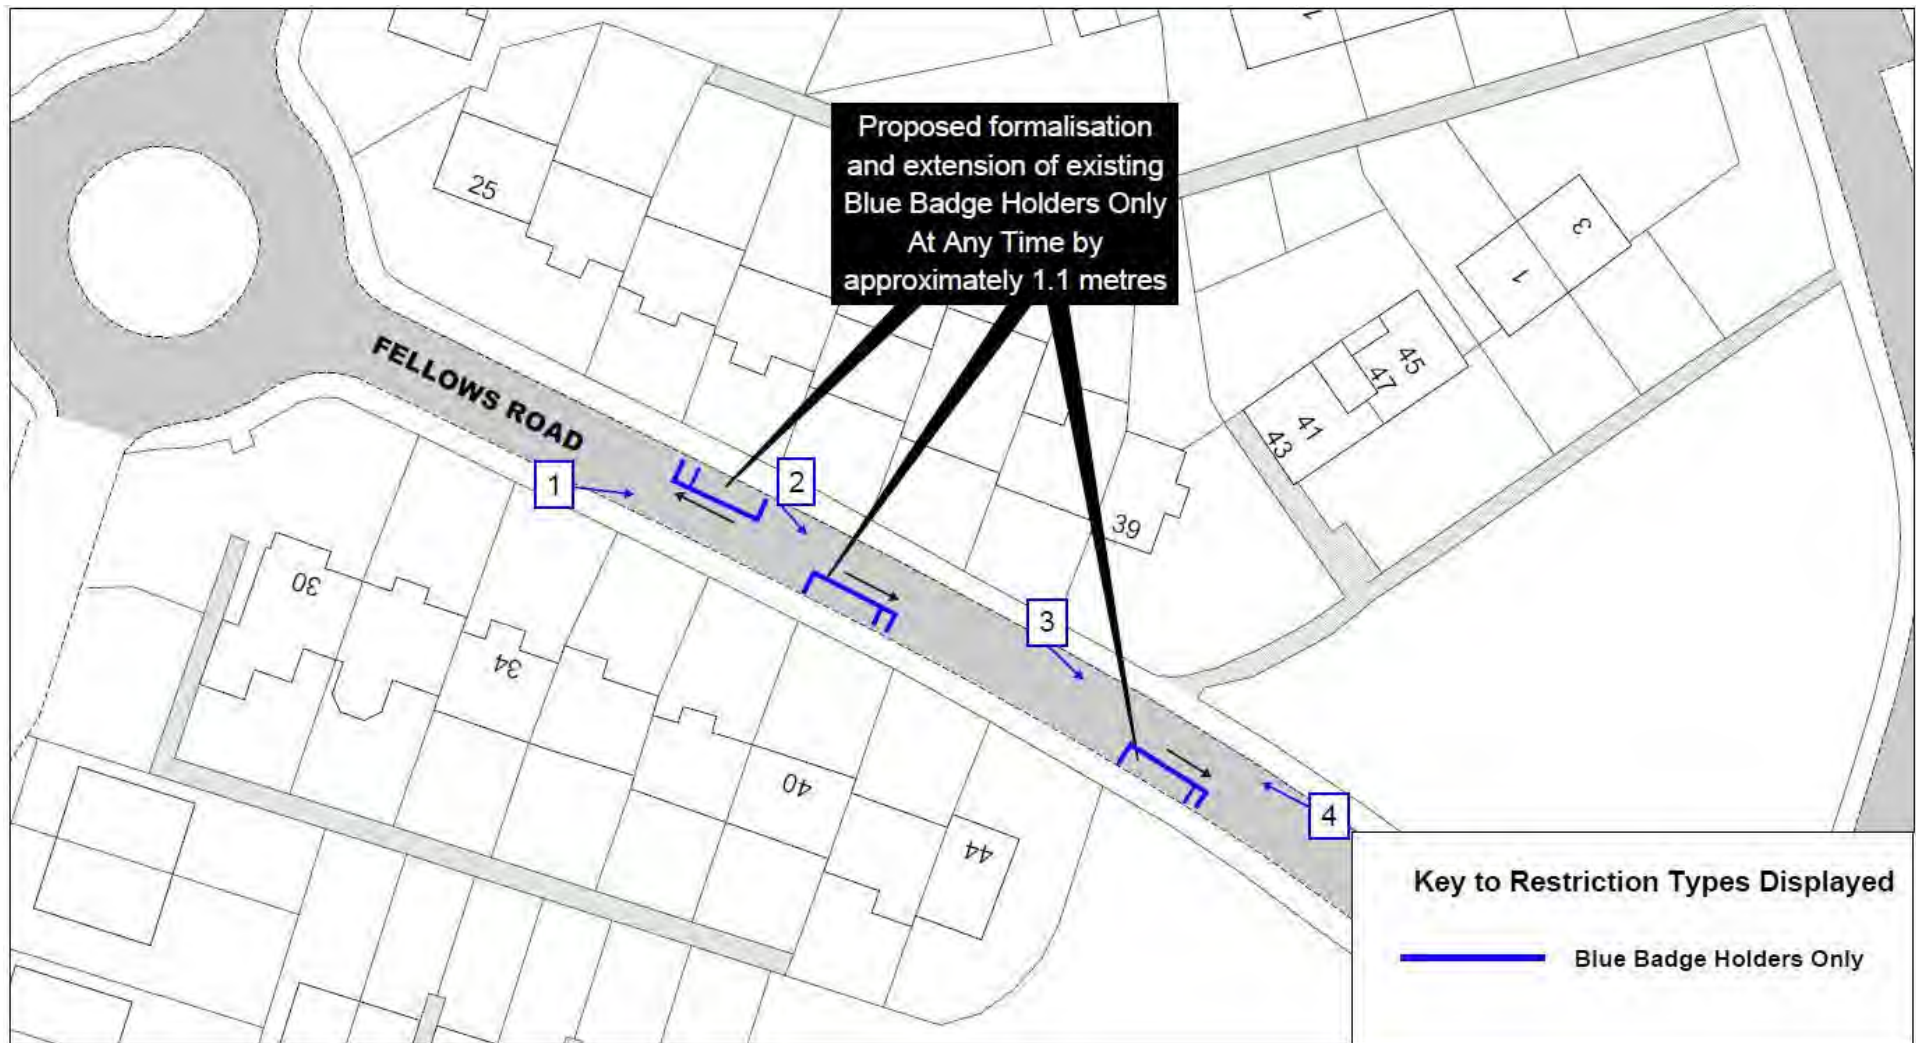 Proposed formalisation
and extension of existing
Blue Badge Holders Only
At Any Time by
approximately 1.1 metres
25
3
1
45
47
41
43
FELLOWS ROAD
1
2
39
30
3
34
40
4
44
Key to Restriction Types Displayed
Blue Badge Holders Only